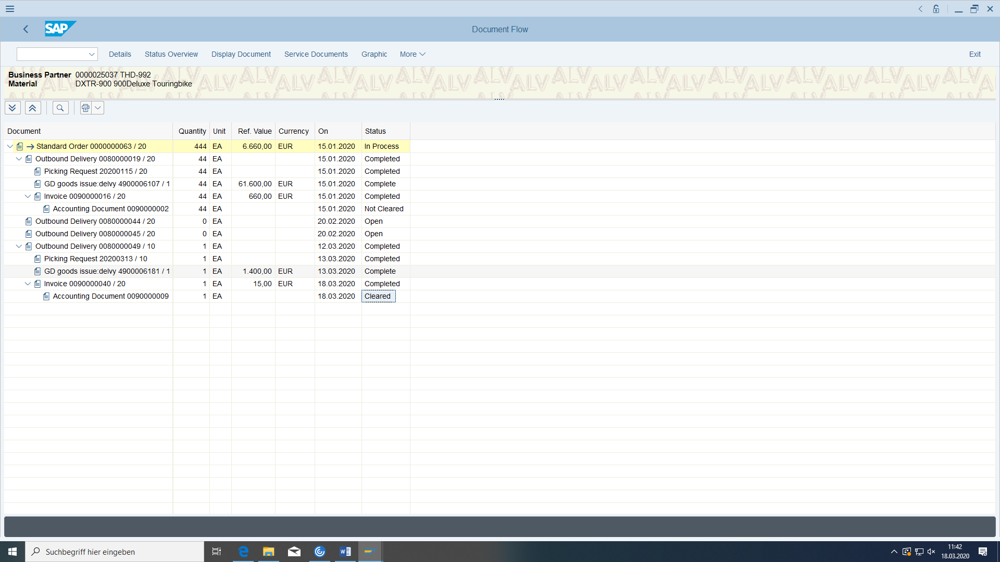 SAP
Document Flow
Details Status Overview Display Document Service Documents Graphic More Exit
Business Partner 0000025037 THD-992
Material DXTR-900 900Deluxe Touringbike
Document Quantity Unit Ref. Value Currency On Status
Standard Order 0000000063 / 20 444 EA 6.660,00 EUR 15.01.2020 In Process
Outbound Delivery 0080000019 / 20 44 EA 15.01.2020 Completed
Picking Request 20200115 / 20 44 EA 15.01.2020 Completed
GD goods issue:delvy 4900006107 / 1 44 EA 61.600,00 EUR 15.01.2020 Complete
Invoice 0090000016 / 20 44 EA 660,00 EUR 15.01.2020 Completed
Accounting Document 0090000002 44 EA 15.01.2020 Not Cleared
Outbound Delivery 0080000044 / 20 0 EA 20.02.2020 Open
Outbound Delivery 0080000045 / 20 0 EA 20.02.2020 Open
Outbound Delivery 0080000049 / 10 1 EA 12.03.2020 Completed
Picking Request 20200313 / 10 1 EA 13.03.2020 Completed
GD goods issue:delvy 4900006181 / 1 1 EA 1.400,00 EUR 13.03.2020 Complete
Invoice 0090000040 / 20 1 EA 15,00 EUR 18.03.2020 Completed
Accounting Document 0090000009 1 EA 18.03.2020 Cleared
Suchbegriff hier eingeben
11:42
18.03.2020